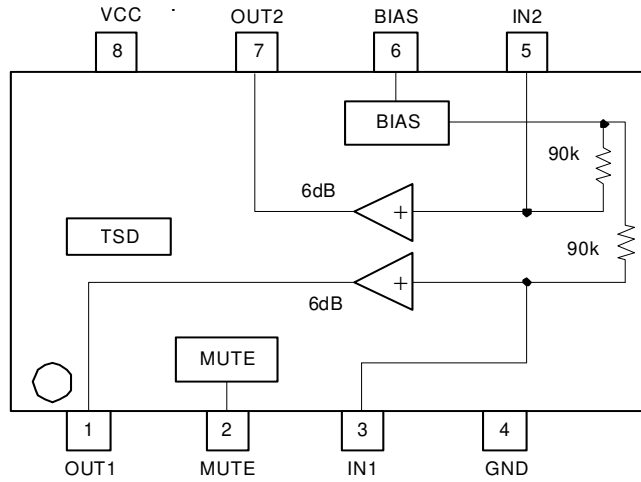 VCC OUT2 BIAS IN2
8 7 6 5
BIAS
90k
6dB
+
TSD
90k
+
6dB
MUTE
1 2 3 4
OUT1 MUTE IN1 GND